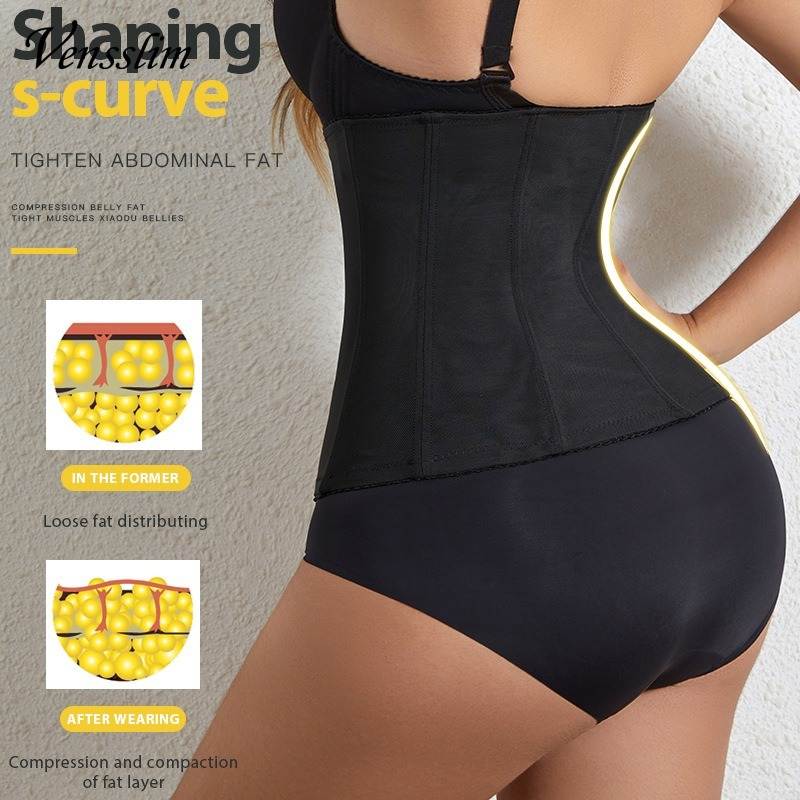 Shaping
Vensslim
s-curve
TIGHTEN ABDOMINAL FAT
COMPRESSION BELLY FAT
TIGHT MUSCLES XIAODU BELLIES
IN THE FORMER
Loose fat distributing
AFTER WEARING
Compression and compaction
of fat layer